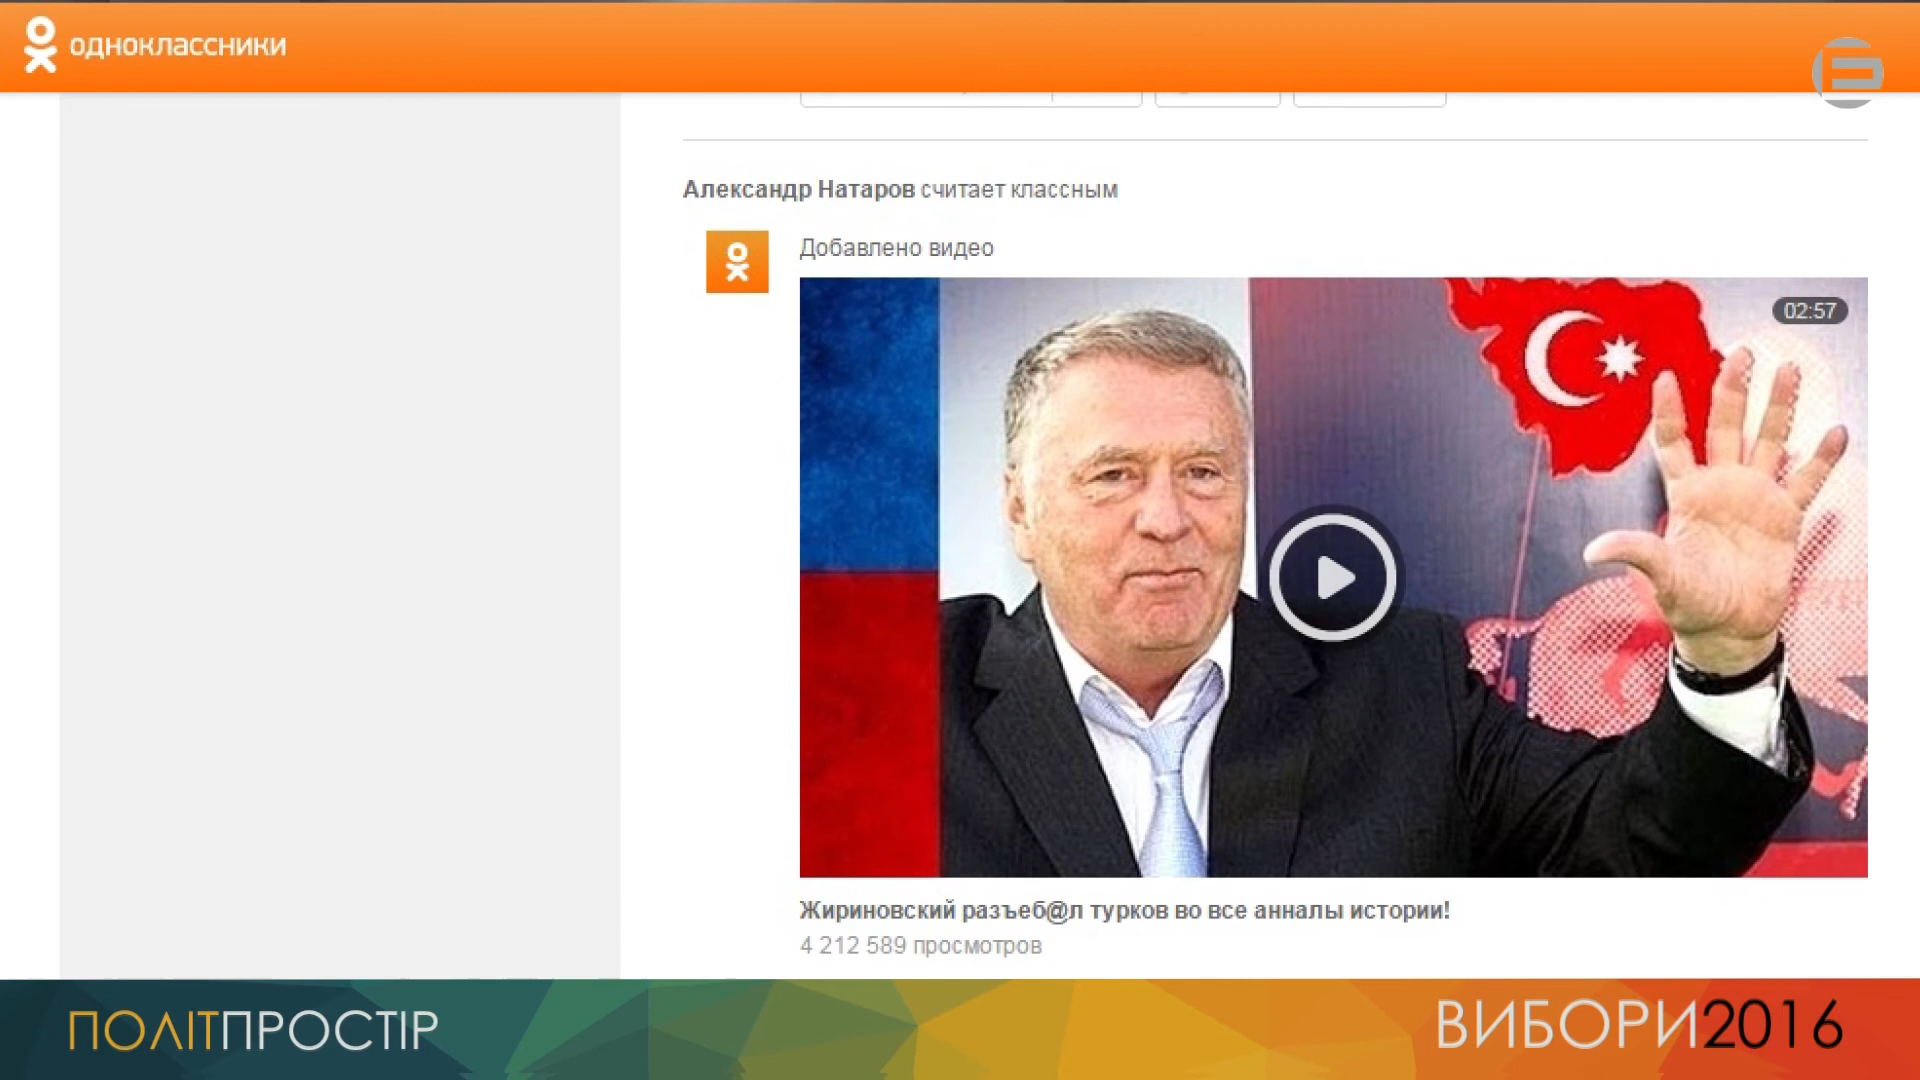 одноклассники
Александр Натаров считает классным
Добавлено видео
02:57
Жириновский разъеб@л турков во все анналы истории!
4 212 589 просмотров
ПОЛІТПРОСТІР
ВИБОРИ2016